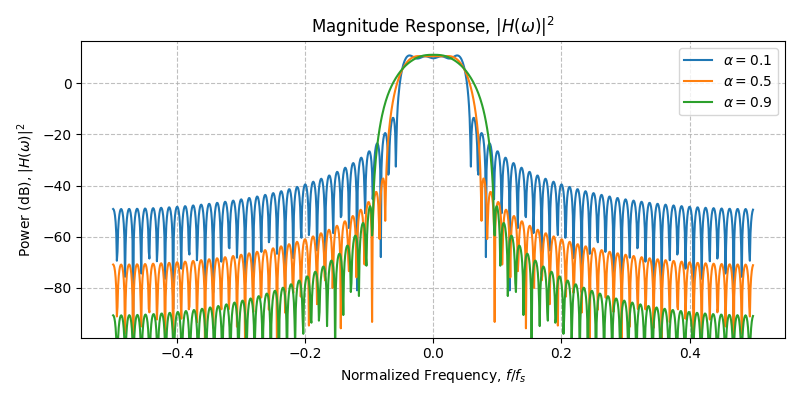 Magnitude Response, |H(ω)|²
α = 0.1
α = 0.5
α = 0.9
Power (dB), |H(ω)|²
0
−20
−40
−60
−80
−0.4
−0.2
0.0
0.2
0.4
Normalized Frequency, f/fₛ